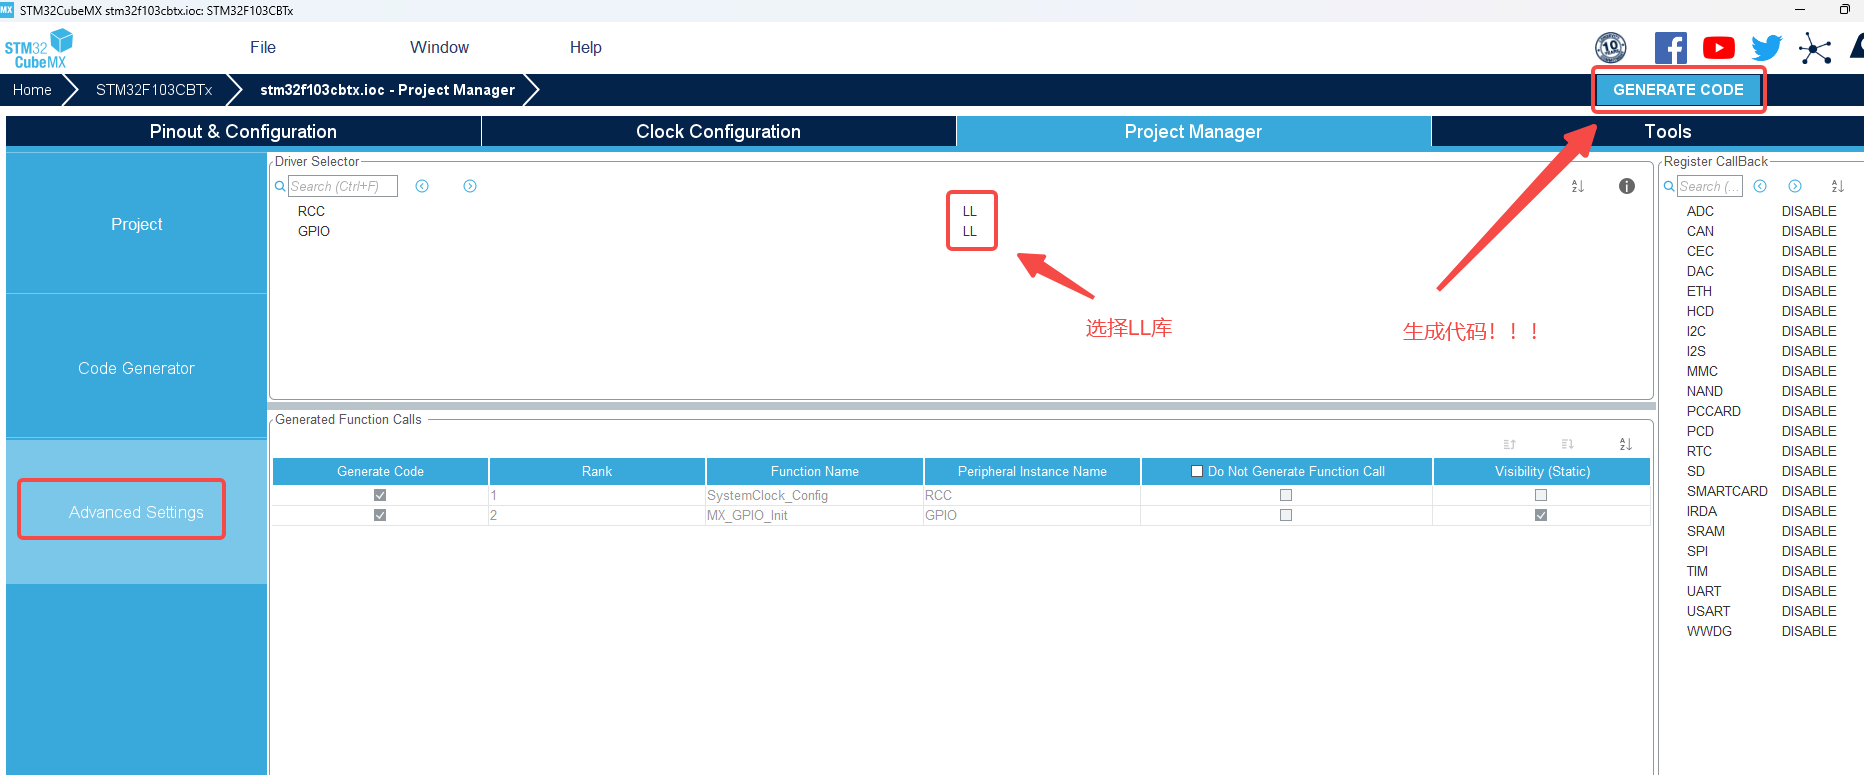 MX STM32CubeMX stm32f103cbtx.ioc: STM32F103CBTx
STM32
CubeMX
File Window Help
10 YEARS
Home STM32F103CBTx stm32f103cbtx.ioc - Project Manager GENERATE CODE
Pinout & Configuration Clock Configuration Project Manager Tools
Project
Code Generator
Advanced Settings
Driver Selector
Search (Ctrl+F)
RCC LL
GPIO LL
选择LL库
生成代码！！！
Generated Function Calls
Generate Code Rank Function Name Peripheral Instance Name Do Not Generate Function Call Visibility (Static)
1 SystemClock_Config RCC
2 MX_GPIO_Init GPIO
Register CallBack
Search (...
ADC DISABLE
CAN DISABLE
CEC DISABLE
DAC DISABLE
ETH DISABLE
HCD DISABLE
I2C DISABLE
I2S DISABLE
MMC DISABLE
NAND DISABLE
PCCARD DISABLE
PCD DISABLE
RTC DISABLE
SD DISABLE
SMARTCARD DISABLE
IRDA DISABLE
SRAM DISABLE
SPI DISABLE
TIM DISABLE
UART DISABLE
USART DISABLE
WWDG DISABLE